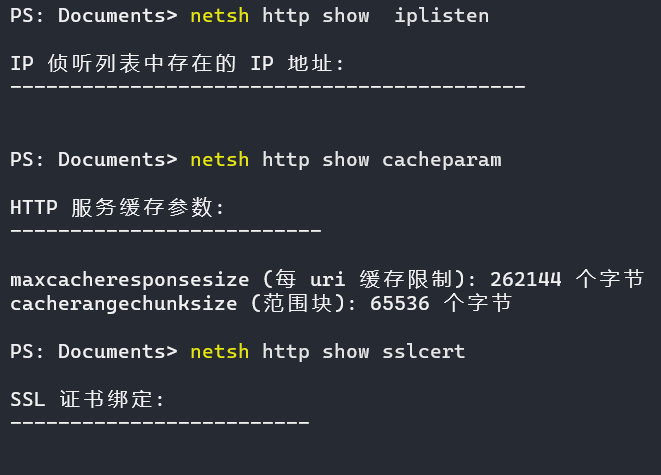 PS: Documents> netsh http show  iplisten
IP 侦听列表中存在的 IP 地址:
-------------------------------------------
PS: Documents> netsh http show cacheparam
HTTP 服务缓存参数:
--------------------------
maxcacheresponsesize (每 uri 缓存限制): 262144 个字节
cacherangechunksize (范围块): 65536 个字节
PS: Documents> netsh http show sslcert
SSL 证书绑定:
-------------------------